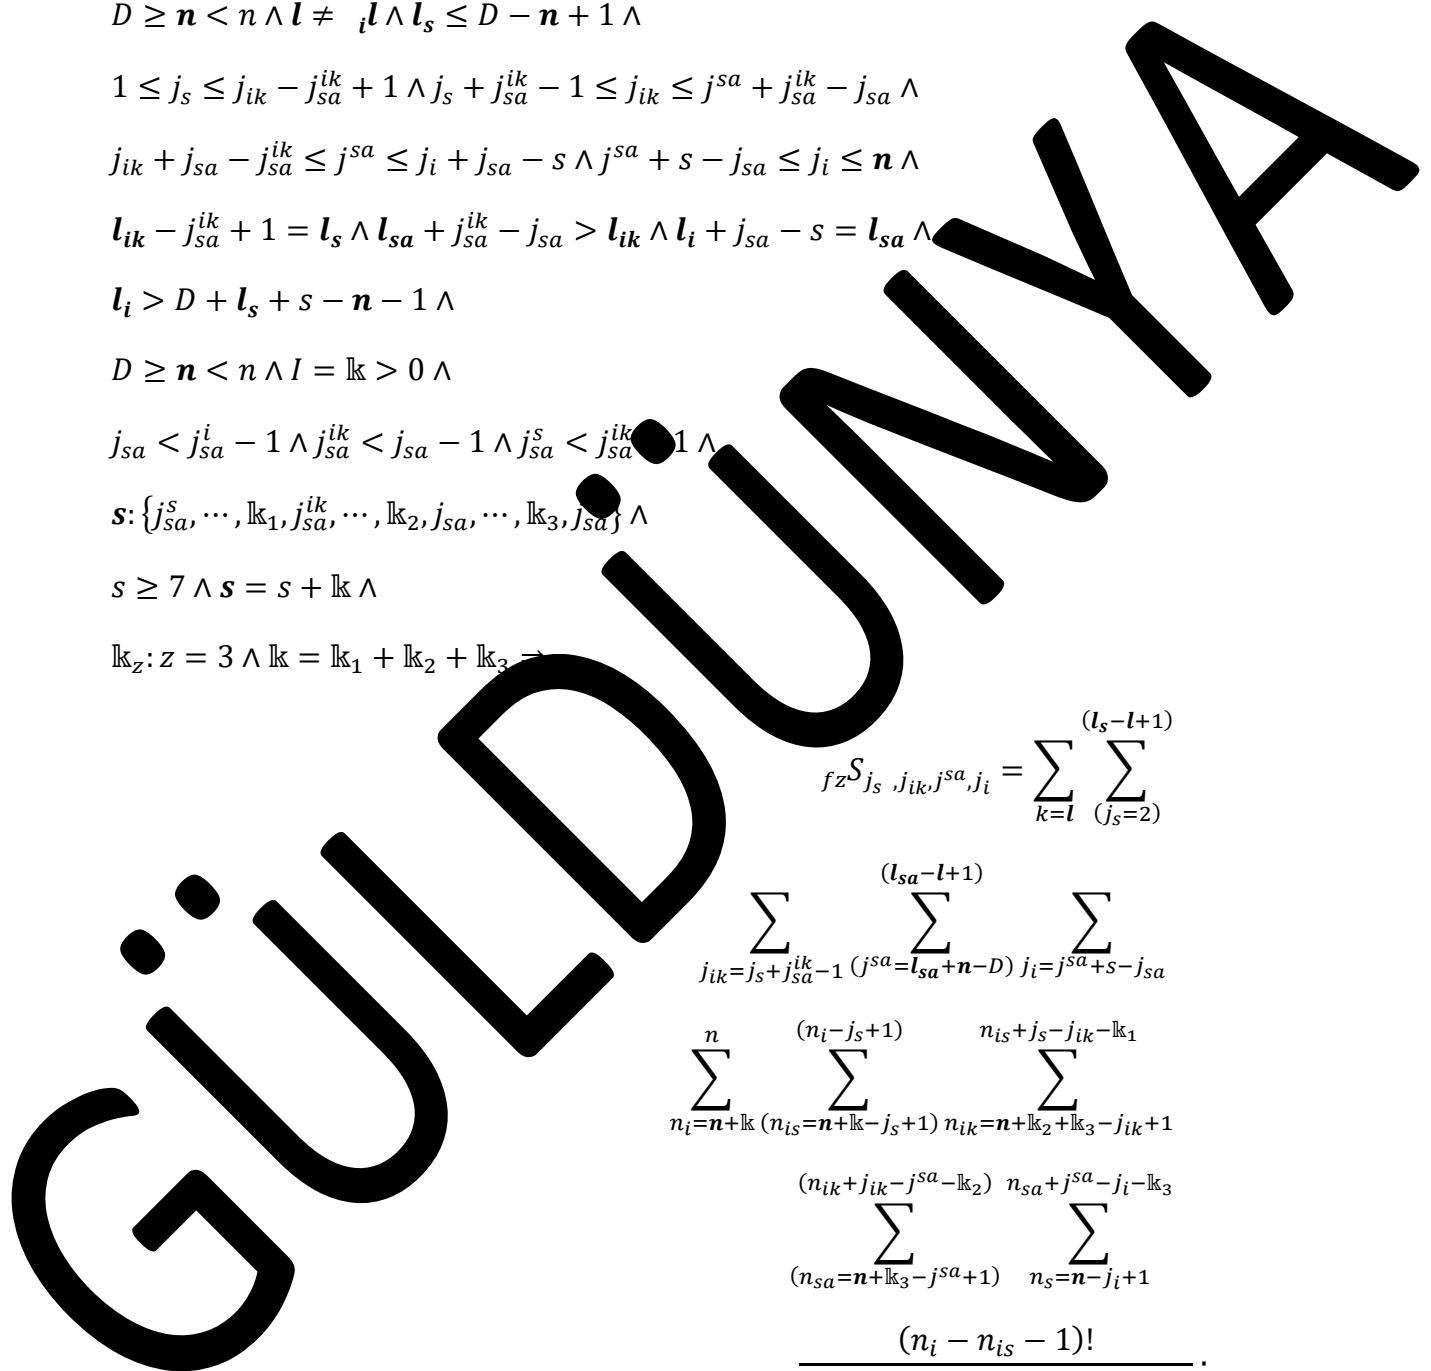 D ≥ 𝒏 < n ∧ 𝒍 ≠ ᵢ𝒍 ∧ 𝒍_𝒔 ≤ D − 𝒏 + 1 ∧
1 ≤ j_s ≤ j_{ik} − j_{sa}^{ik} + 1 ∧ j_s + j_{sa}^{ik} − 1 ≤ j_{ik} ≤ j^{sa} + j_{sa}^{ik} − j_{sa} ∧
j_{ik} + j_{sa} − j_{sa}^{ik} ≤ j^{sa} ≤ j_i + j_{sa} − s ∧ j^{sa} + s − j_{sa} ≤ j_i ≤ 𝒏 ∧
𝒍_{𝒊𝒌} − j_{sa}^{ik} + 1 = 𝒍_𝒔 ∧ 𝒍_{𝒔𝒂} + j_{sa}^{ik} − j_{sa} > 𝒍_{𝒊𝒌} ∧ 𝒍_𝒊 + j_{sa} − s = 𝒍_{𝒔𝒂} ∧
𝒍_𝒊 > D + 𝒍_𝒔 + s − 𝒏 − 1 ∧
D ≥ 𝒏 < n ∧ I = 𝕜 > 0 ∧
j_{sa} < j_{sa}^i − 1 ∧ j_{sa}^{ik} < j_{sa} − 1 ∧ j_{sa}^s < j_{sa}^{ik} 1 ∧
𝒔: {j_{sa}^s, ⋯, 𝕜_1, j_{sa}^{ik}, ⋯, 𝕜_2, j_{sa}, ⋯, 𝕜_3, j_{sa}} ∧
s ≥ 7 ∧ 𝒔 = s + 𝕜 ∧
𝕜_z: z = 3 ∧ 𝕜 = 𝕜_1 + 𝕜_2 + 𝕜_3 ⇒
_{fz}S_{j_s ,j_{ik},j^{sa},j_i} = ∑_{k=𝒍} ∑_{(j_s=2)}^{(𝒍_𝒔−𝒍+1)}
∑_{j_{ik}=j_s+j_{sa}^{ik}−1} ∑_{(j^{sa}=𝒍_{𝒔𝒂}+𝒏−D)}^{(𝒍_{𝒔𝒂}−𝒍+1)} ∑_{j_i=j^{sa}+s−j_{sa}}
∑_{n_i=𝒏+𝕜}^{n} ∑_{(n_{is}=𝒏+𝕜−j_s+1)}^{(n_i−j_s+1)} ∑_{n_{ik}=𝒏+𝕜_2+𝕜_3−j_{ik}+1}^{n_{is}+j_s−j_{ik}−𝕜_1}
∑_{(n_{sa}=𝒏+𝕜_3−j^{sa}+1)}^{(n_{ik}+j_{ik}−j^{sa}−𝕜_2)} ∑_{n_s=𝒏−j_i+1}^{n_{sa}+j^{sa}−j_i−𝕜_3}
(n_i − n_{is} − 1)! .
GÜLDÜNYA